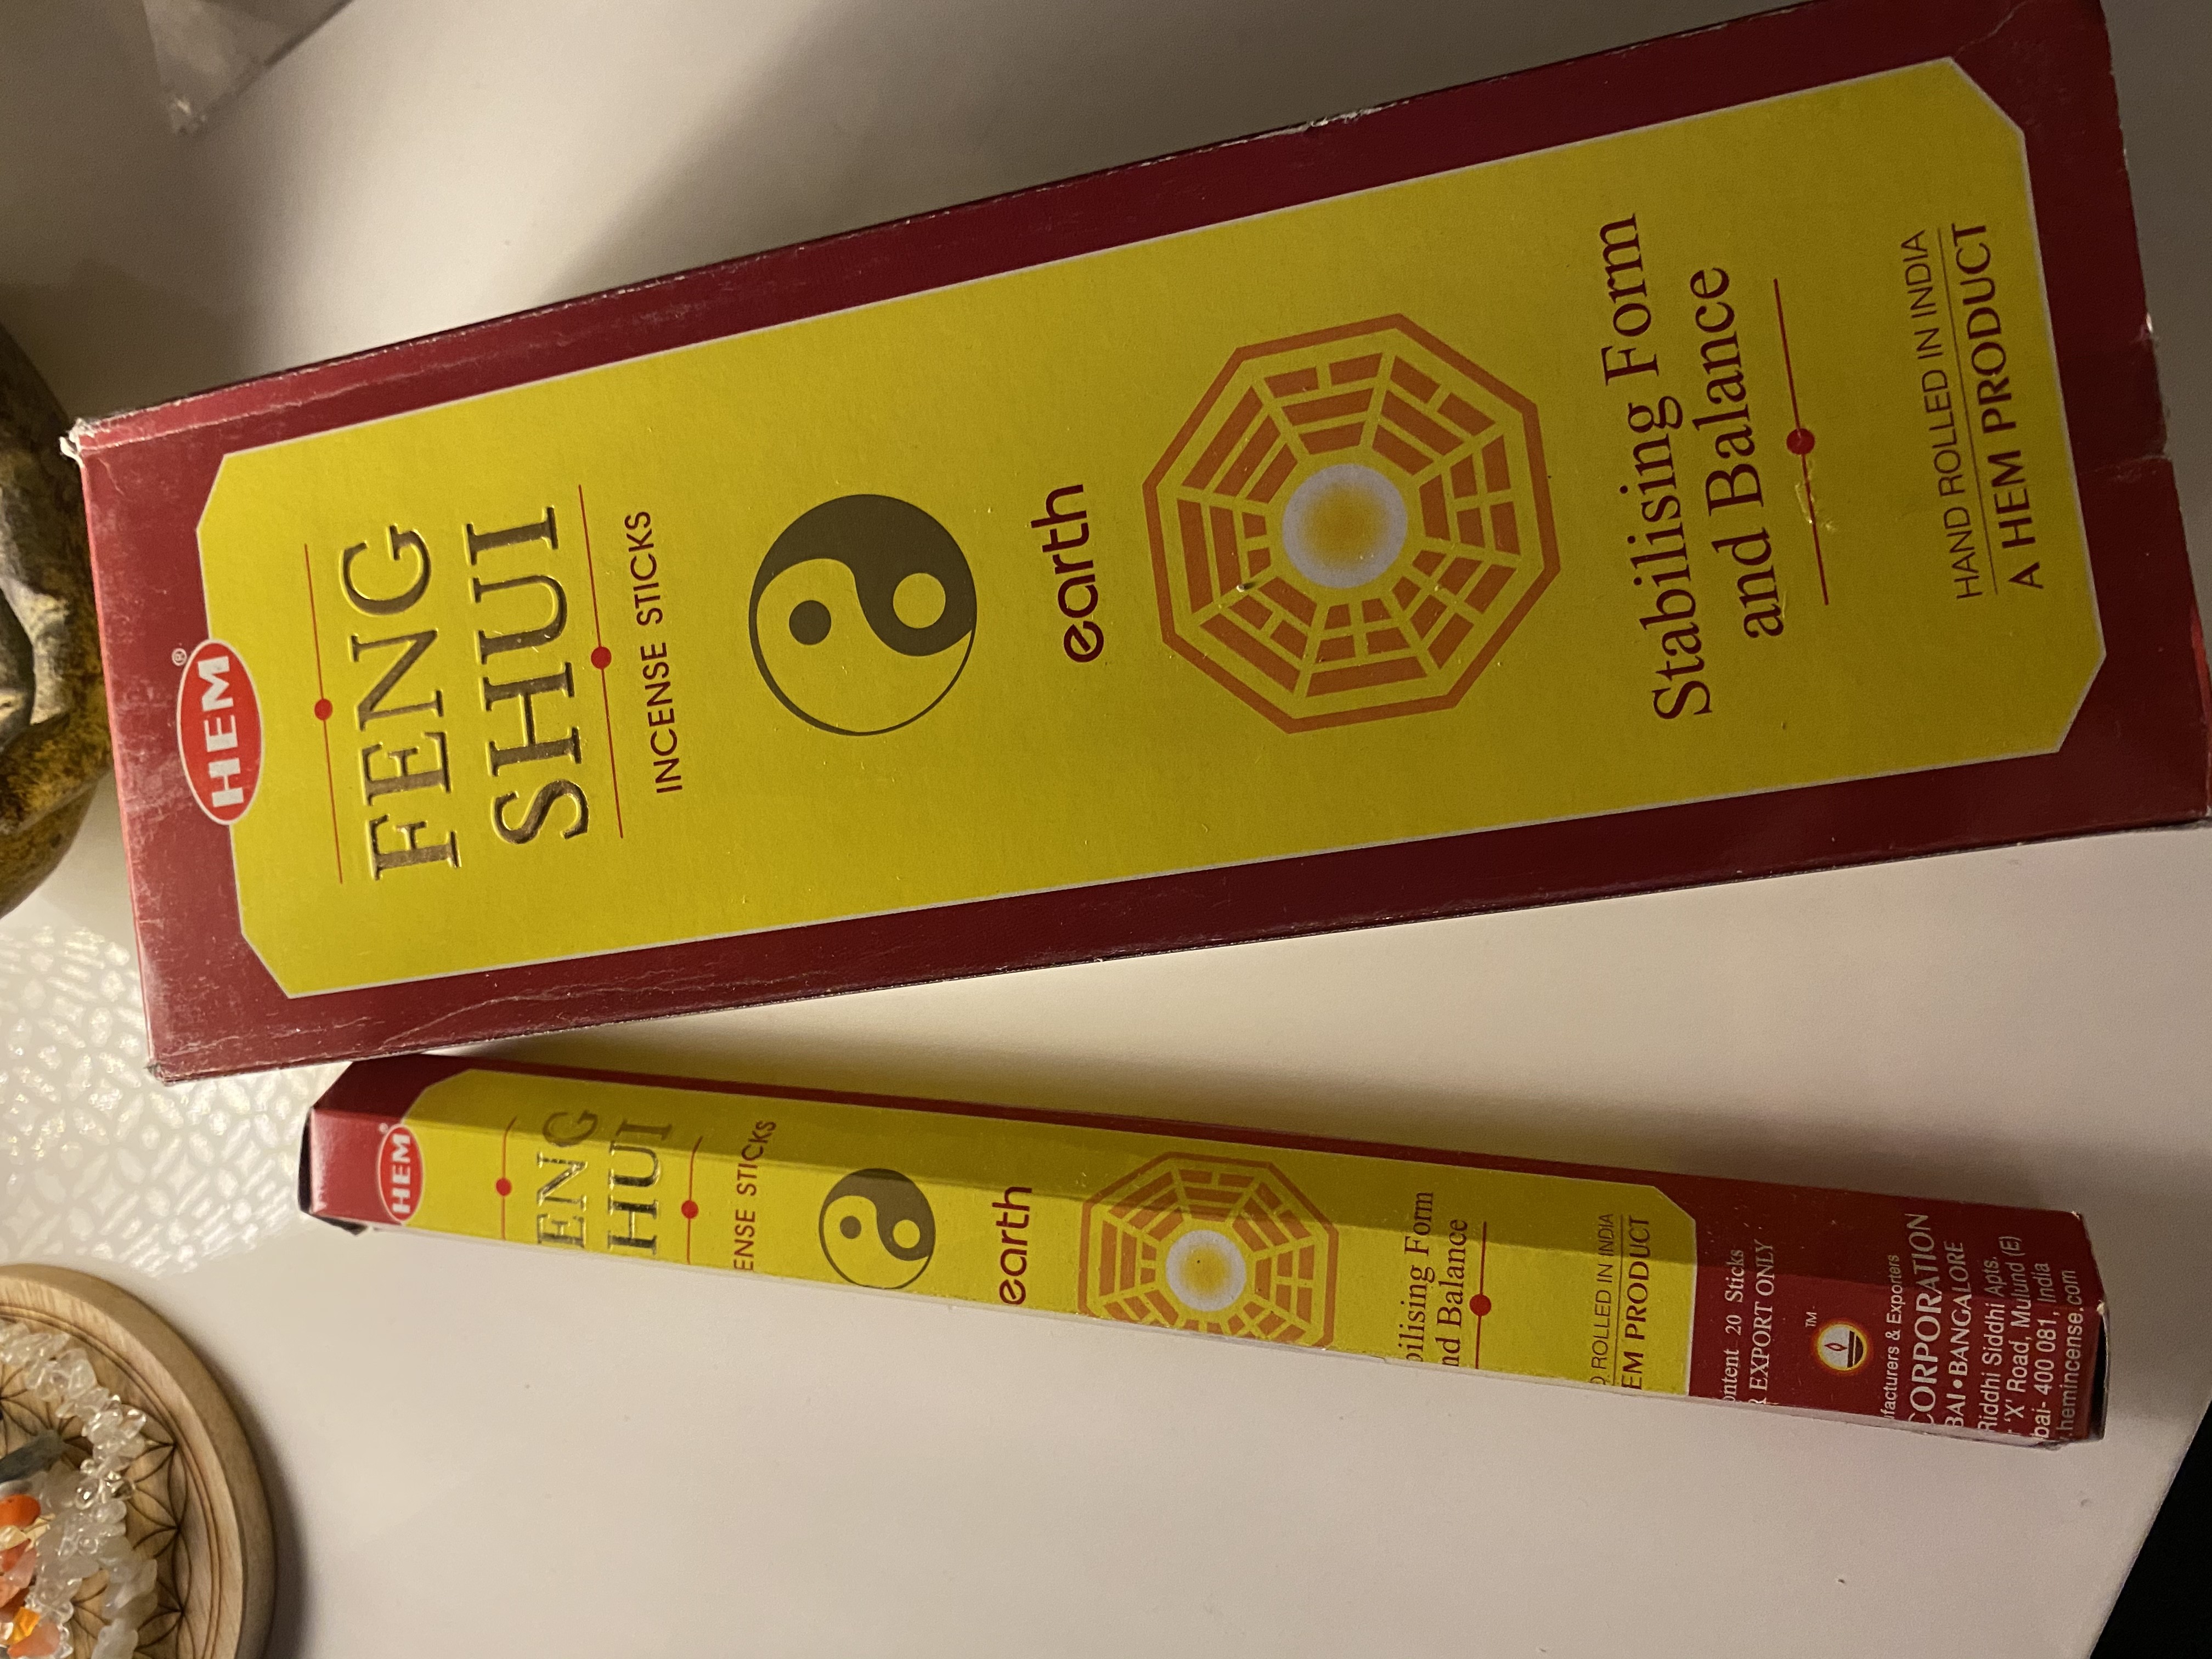 HEM®
FENG
SHUI
INCENSE STICKS
earth
Stabilising Form
and Balance
HAND ROLLED IN INDIA
A HEM PRODUCT
HEM®
ENG
HUI
ENSE STICKS
earth
bilising Form
nd Balance
D ROLLED IN INDIA
EM PRODUCT
ontent 20 Sticks
R EXPORT ONLY
TM
ufacturers & Exporters
CORPORATION
BAI • BANGALORE
Riddhi Siddhi Apts.
'X' Road, Mulund (E)
bai- 400 081, India
hemincense.com